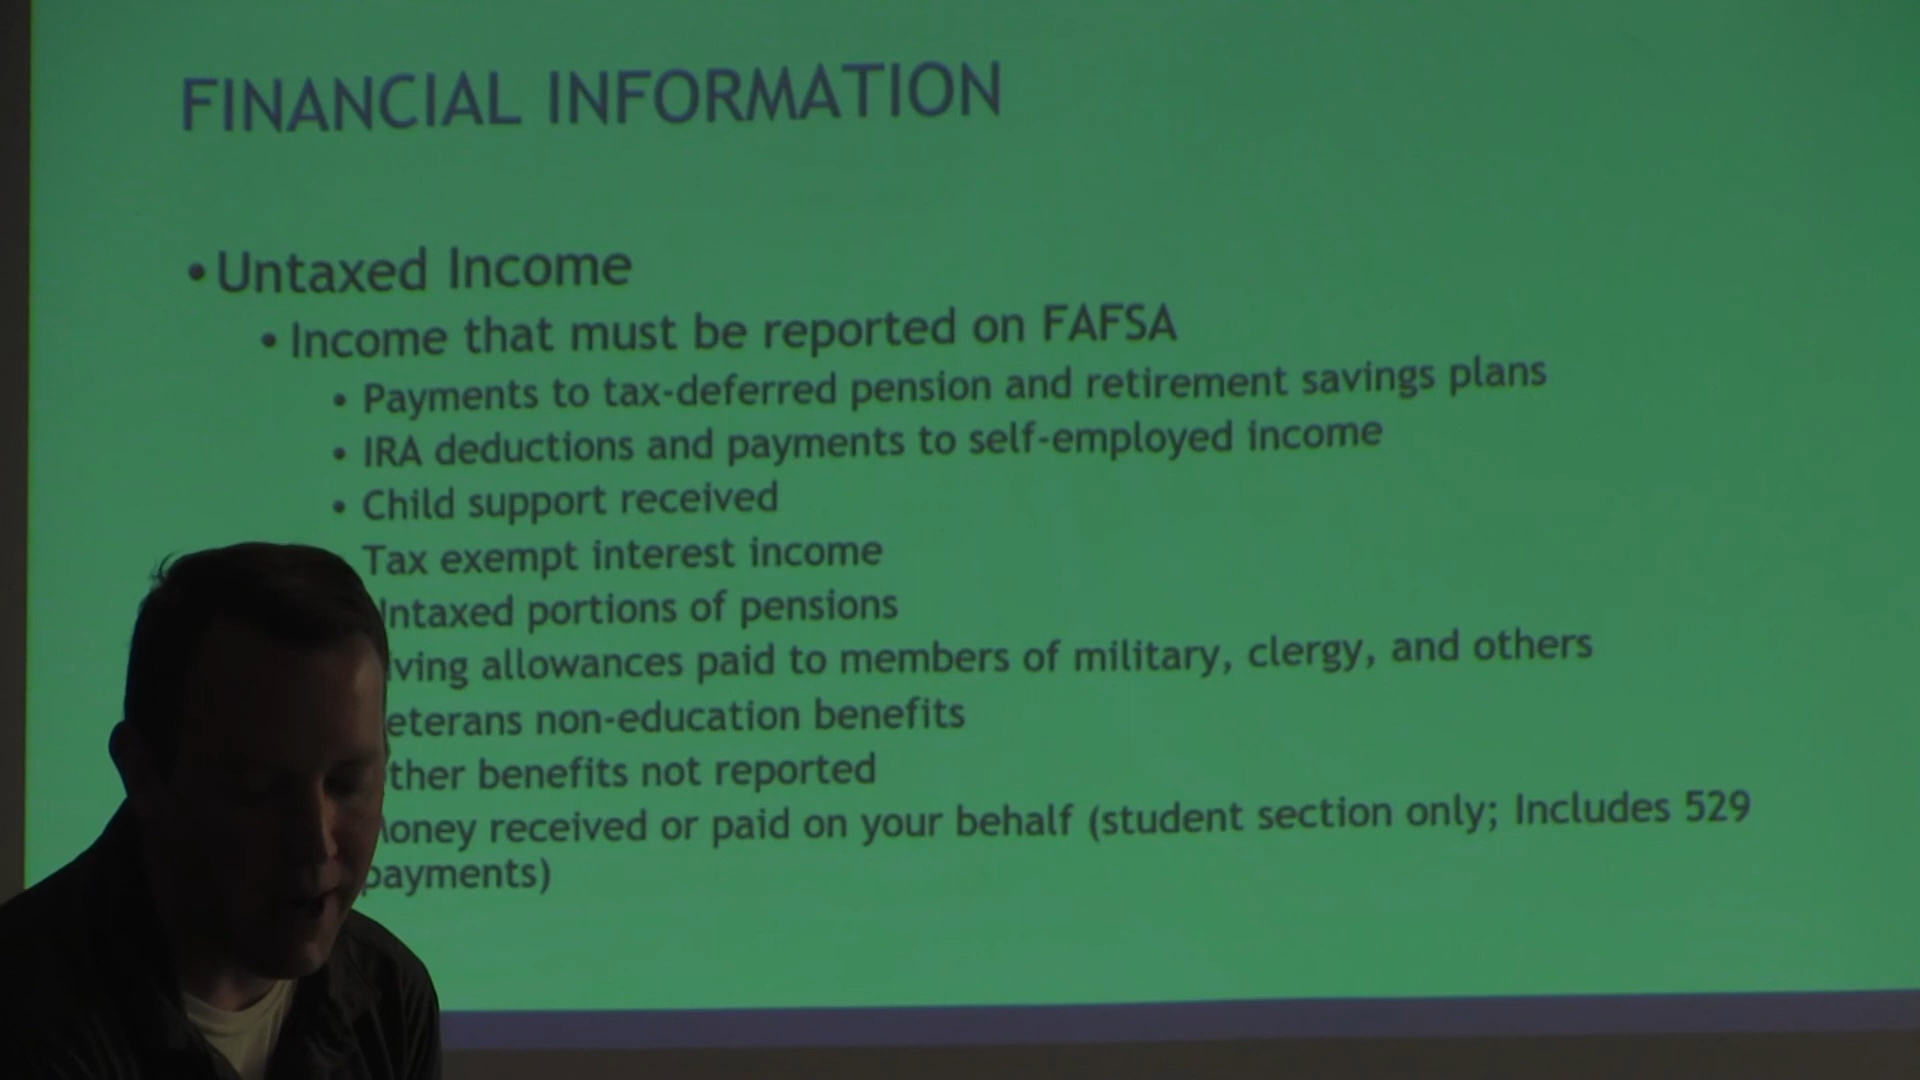 FINANCIAL INFORMATION
• Untaxed Income
• Income that must be reported on FAFSA
• Payments to tax-deferred pension and retirement savings plans
• IRA deductions and payments to self-employed income
• Child support received
Tax exempt interest income
ntaxed portions of pensions
ving allowances paid to members of military, clergy, and others
eterans non-education benefits
ther benefits not reported
oney received or paid on your behalf (student section only; Includes 529
payments)